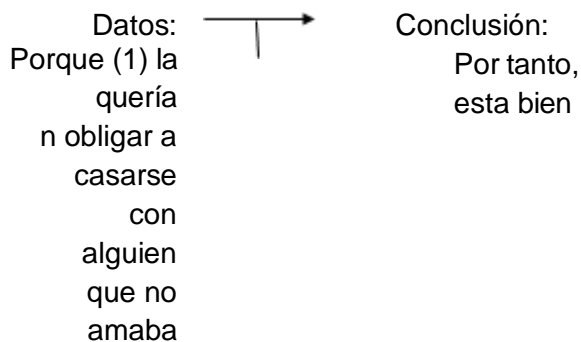 Datos:
Porque (1) la
quería
n obligar a
casarse
con
alguien
que no
amaba
Conclusión:
Por tanto,
esta bien